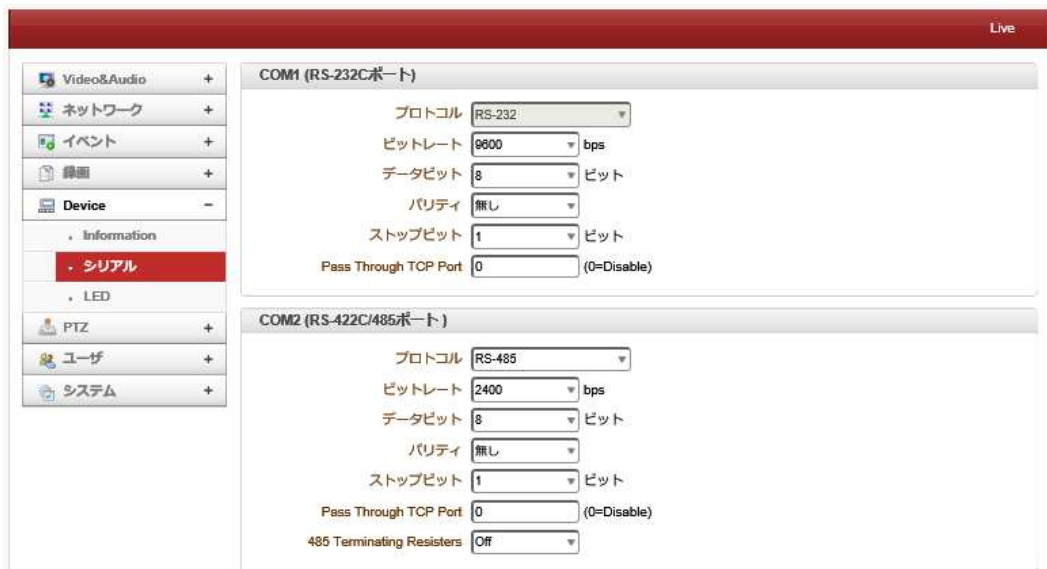 Live
Video&Audio +
ネットワーク +
イベント +
録画 +
Device −
. Information
. シリアル
. LED
PTZ +
ユーザ +
システム +
COM1 (RS-232Cポート)
プロトコル RS-232
ビットレート 9600 bps
データビット 8 ビット
パリティ 無し
ストップビット 1 ビット
Pass Through TCP Port 0 (0=Disable)
COM2 (RS-422C/485ポート)
プロトコル RS-485
ビットレート 2400 bps
データビット 8 ビット
パリティ 無し
ストップビット 1 ビット
Pass Through TCP Port 0 (0=Disable)
485 Terminating Resisters Off